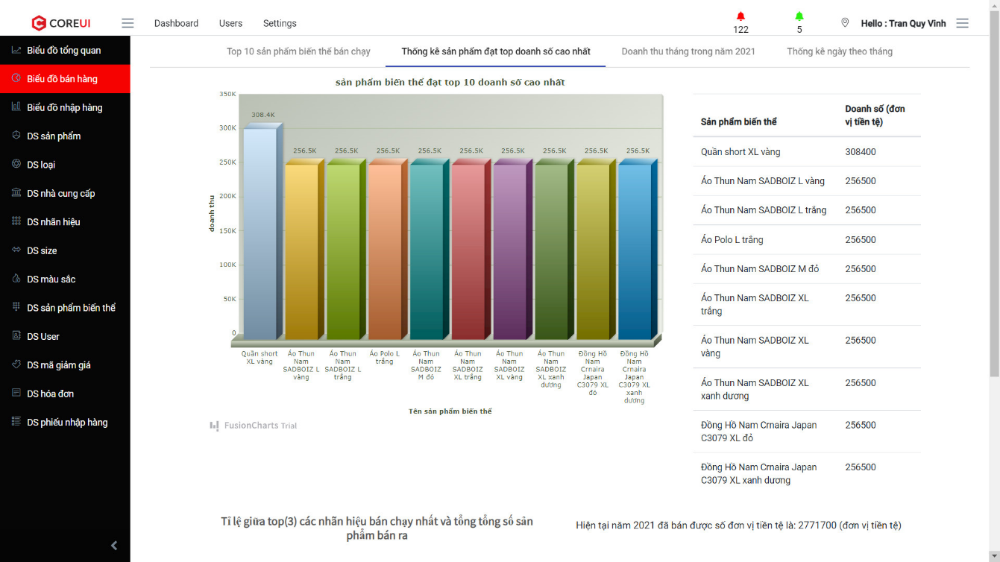 COREUI
Dashboard Users Settings
122
5
Hello : Tran Quy Vinh
Biểu đồ tổng quan
Biểu đồ bán hàng
Biểu đồ nhập hàng
DS sản phẩm
DS loại
DS nhà cung cấp
DS nhãn hiệu
DS size
DS màu sắc
DS sản phẩm biến thể
DS User
DS mã giảm giá
DS hóa đơn
DS phiếu nhập hàng
Top 10 sản phẩm biến thế bán chạy
Thống kê sản phẩm đạt top doanh số cao nhất
Doanh thu tháng trong năm 2021
Thống kê ngày theo tháng
sản phẩm biến thể đạt top 10 doanh số cao nhất
350K
300K
250K
200K
150K
100K
50K
0
doanh thu
308.4K
256.5K 256.5K 256.5K 256.5K 256.5K 256.5K 256.5K 256.5K 256.5K
Quần short
XL vàng
Áo Thun
Nam
SADBOIZ L
vàng
Áo Thun
Nam
SADBOIZ L
trắng
Áo Polo L
trắng
Áo Thun
Nam
SADBOIZ
M đỏ
Áo Thun
Nam
SADBOIZ
XL trắng
Áo Thun
Nam
SADBOIZ
XL vàng
Áo Thun
Nam
SADBOIZ
XL xanh
dương
Đồng Hồ
Nam
Crnaira
Japan
C3079 XL
đỏ
Đồng Hồ
Nam
Crnaira
Japan
C3079 XL
xanh
dương
Tên sản phẩm biến thể
FusionCharts Trial
Sản phẩm biến thể
Doanh số (đơn
vị tiền tệ)
Quần short XL vàng 308400
Áo Thun Nam SADBOIZ L vàng 256500
Áo Thun Nam SADBOIZ L trắng 256500
Áo Polo L trắng 256500
Áo Thun Nam SADBOIZ M đỏ 256500
Áo Thun Nam SADBOIZ XL 256500
trắng
Áo Thun Nam SADBOIZ XL 256500
vàng
Áo Thun Nam SADBOIZ XL 256500
xanh dương
Đồng Hồ Nam Crnaira Japan 256500
C3079 XL đỏ
Đồng Hồ Nam Crnaira Japan 256500
C3079 XL xanh dương
Tỉ lệ giữa top(3) các nhãn hiệu bán chạy nhất và tổng tổng số sản
phẩm bán ra
Hiện tại năm 2021 đã bán được số đơn vị tiền tệ là: 2771700 (đơn vị tiền tệ)